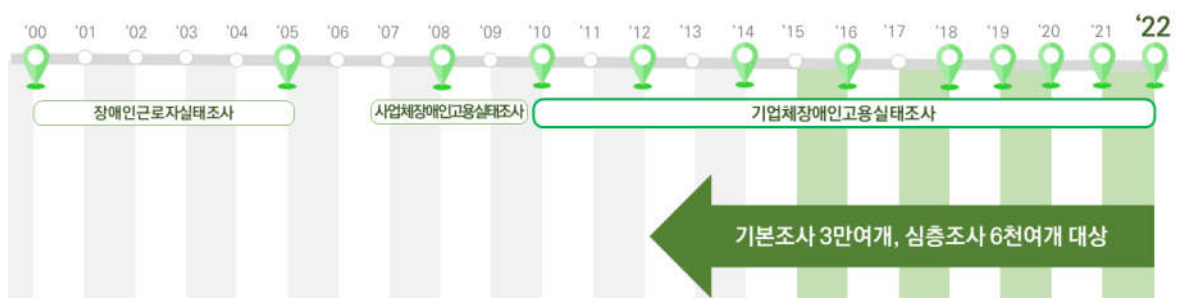 '00 '01 '02 '03 '04 '05 '06 '07 '08 '09 '10 '11 '12 '13 '14 '15 '16 '17 '18 '19 '20 '21 '22
장애인근로자실태조사 사업체장애인고용실태조사 기업체장애인고용실태조사
기본조사 3만여개, 심층조사 6천여개 대상